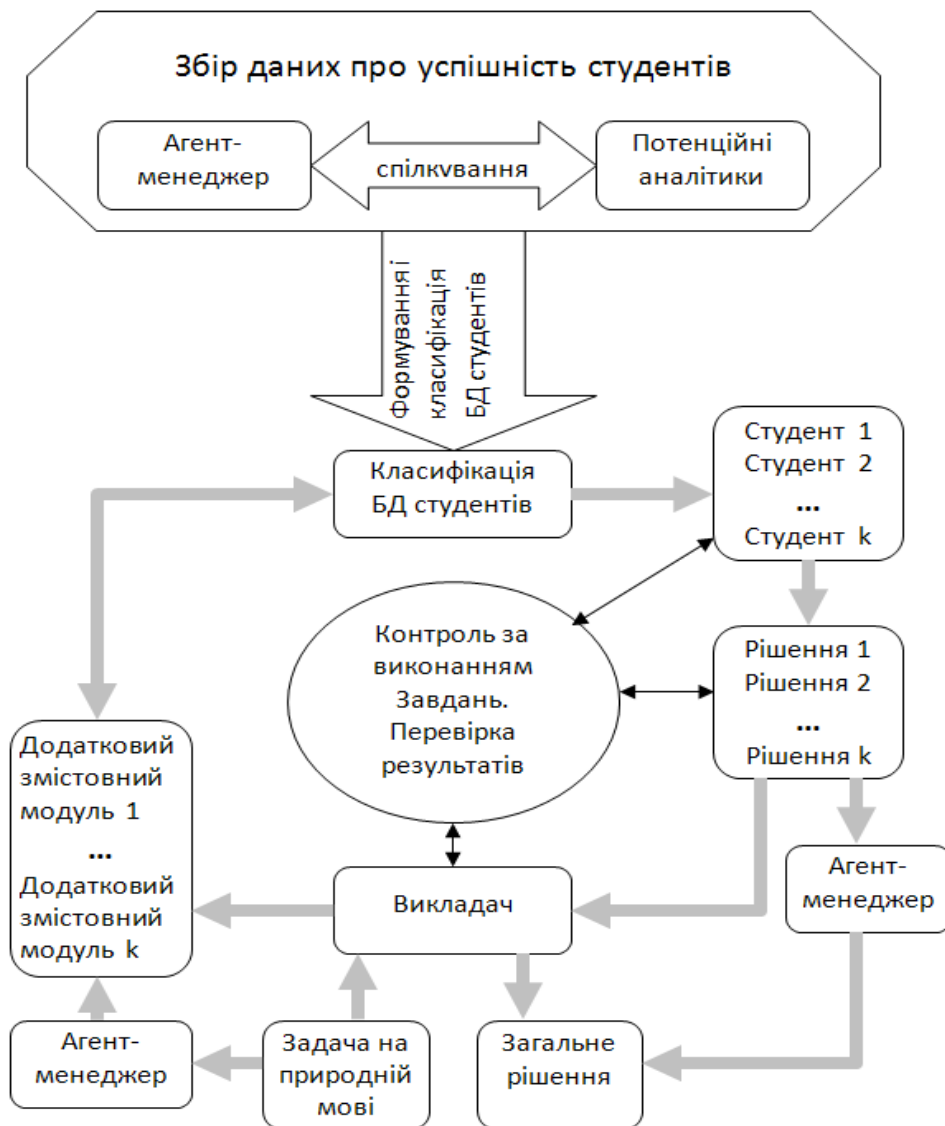 Збір даних про успішність студентів
Агент-
менеджер
спілкування
Потенційні
аналітики
Формування і
класифікація
БД студентів
Класифікація
БД студентів
Студент 1
Студент 2
...
Студент k
Контроль за
виконанням
Завдань.
Перевірка
результатів
Рішення 1
Рішення 2
...
Рішення k
Додатковий
змістовний
модуль 1
...
Додатковий
змістовний
модуль k
Викладач
Агент-
менеджер
Агент-
менеджер
Задача на
природній
мові
Загальне
рішення